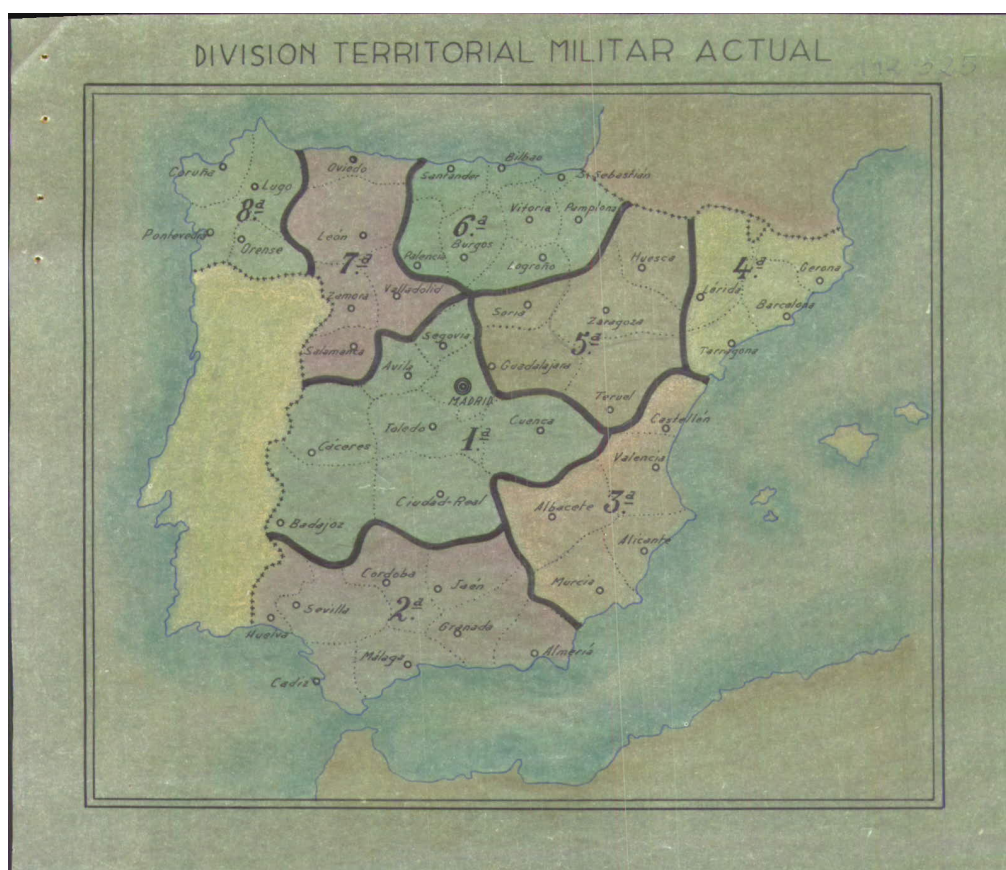 DIVISION TERRITORIAL MILITAR ACTUAL
Coruña
Lugo
8.ª
Pontevedra
Orense
Oviedo
León
7.ª
Zamora
Valladolid
Salamanca
Santander
Bilbao
S. Sebastián
Vitoria
Pamplona
6.ª
Burgos
Palencia
Logroño
Huesca
Soria
Zaragoza
5.ª
Guadalajara
Teruel
4.ª
Gerona
Lérida
Barcelona
Tarragona
Segovia
Avila
MADRID
Toledo
1.ª
Cuenca
Cáceres
Ciudad-Real
Badajoz
Castellón
Valencia
Albacete
3.ª
Alicante
Murcia
Cordoba
Jaén
Sevilla
2.ª
Granada
Huelva
Málaga
Almería
Cadiz